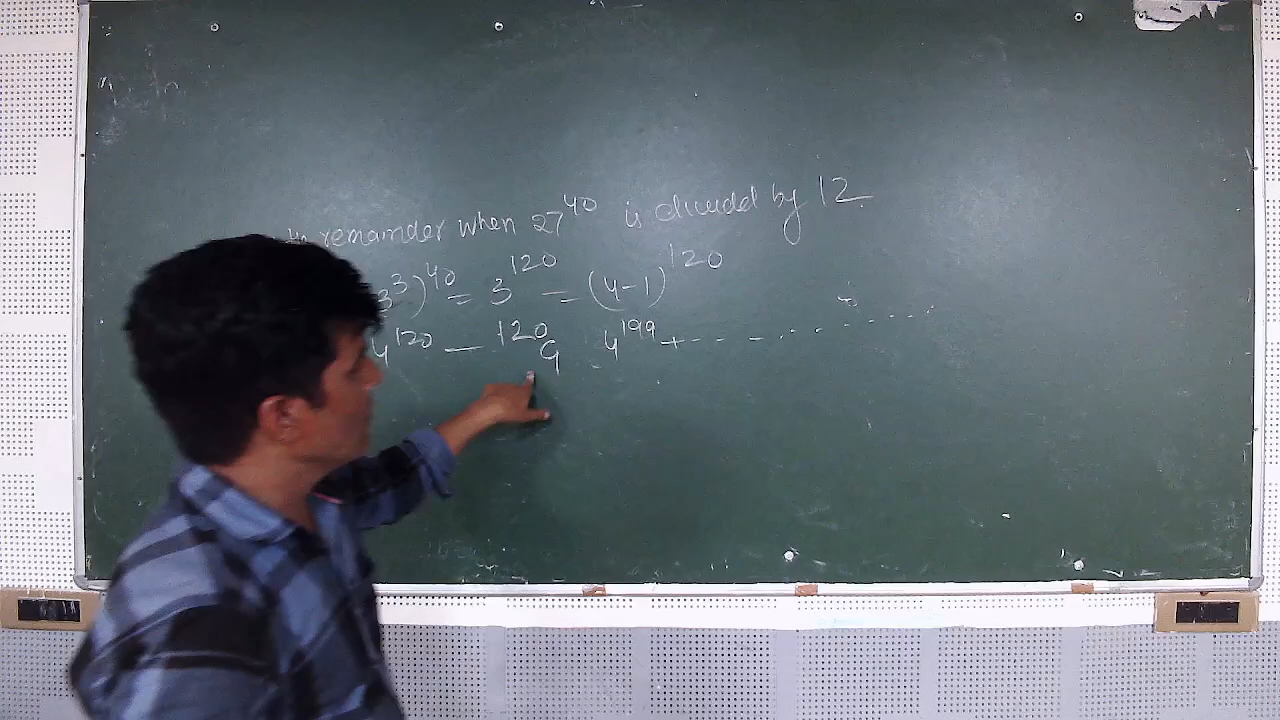 remainder when 27^40 is divided by 12.
3^3)^40 = 3^120 = (4-1)^120
4^120 - ^120C₁ 4^199 + - - - - - . . . . - - - - -